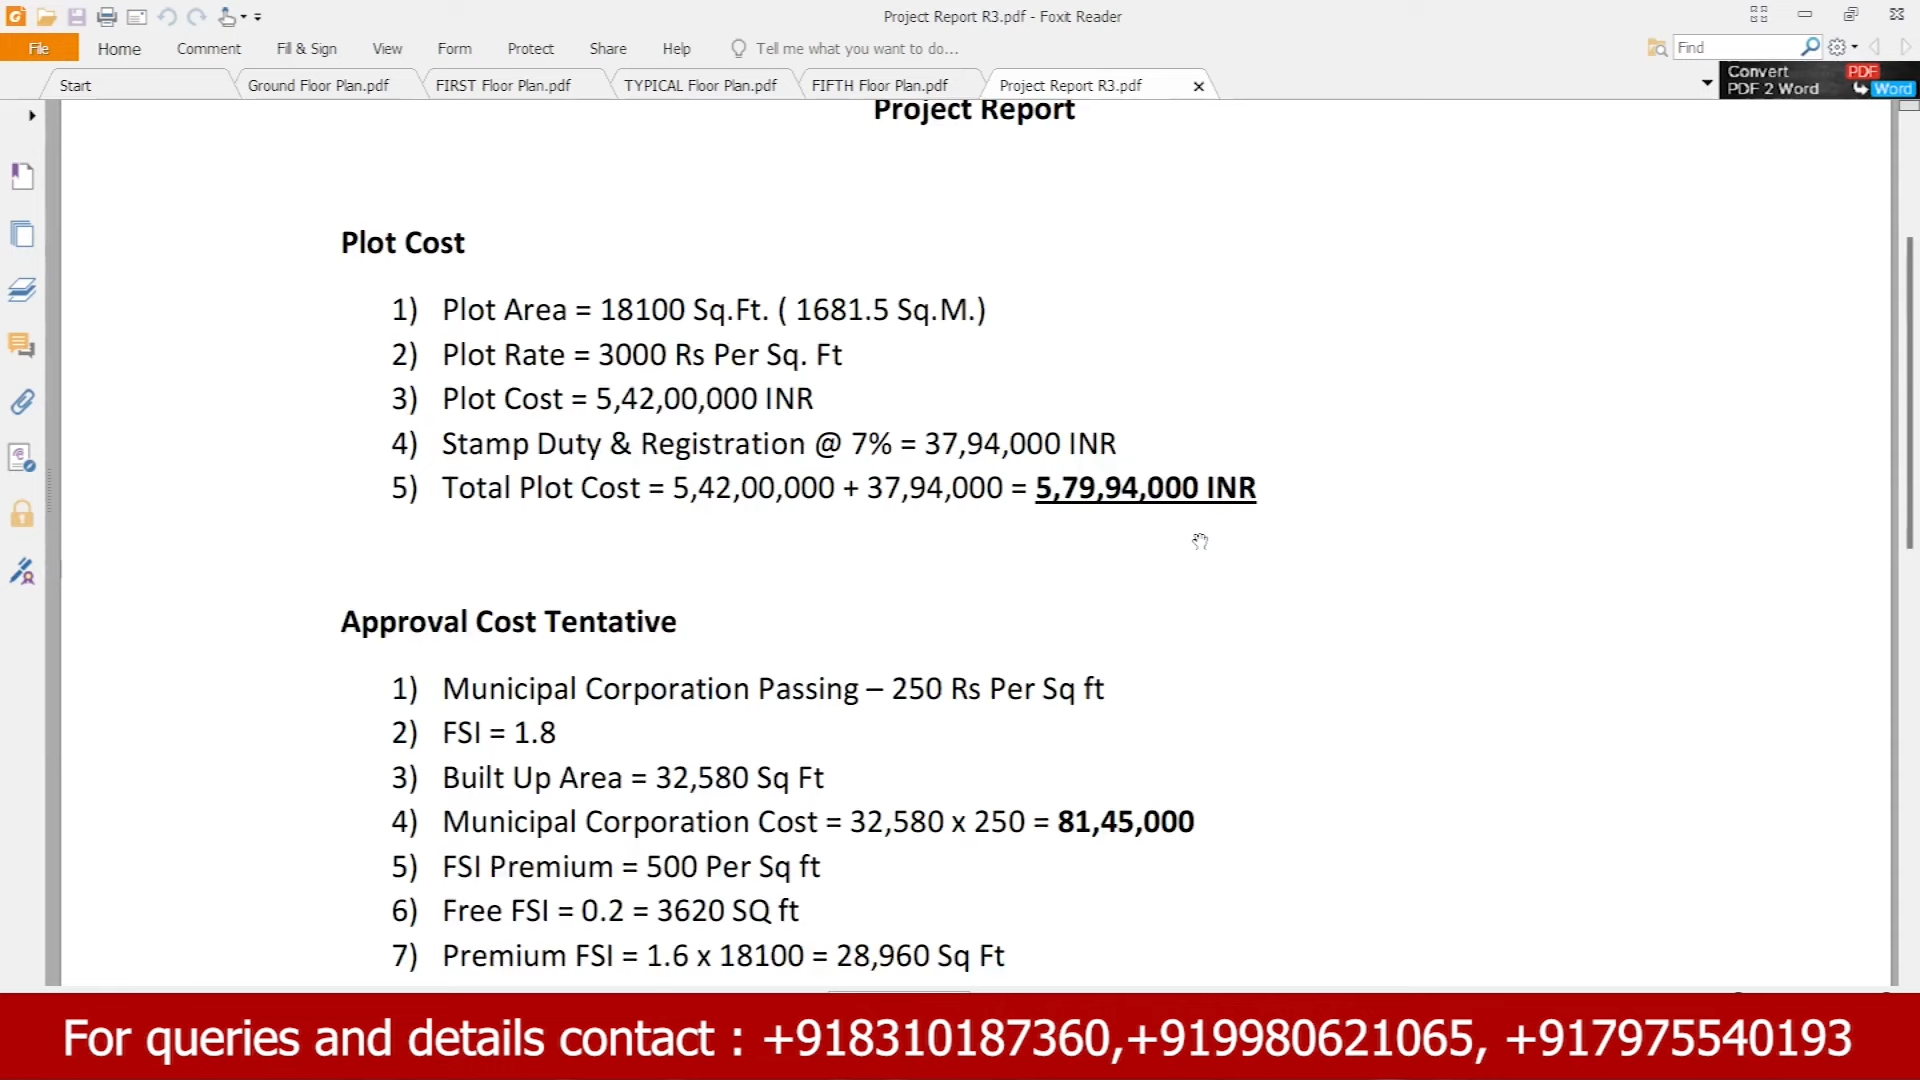 Project Report R3.pdf - Foxit Reader
File Home Comment Fill & Sign View Form Protect Share Help Tell me what you want to do... Find
Start Ground Floor Plan.pdf FIRST Floor Plan.pdf TYPICAL Floor Plan.pdf FIFTH Floor Plan.pdf Project Report R3.pdf
Convert PDF
PDF 2 Word Word
Project Report
Plot Cost
1) Plot Area = 18100 Sq.Ft. ( 1681.5 Sq.M.)
2) Plot Rate = 3000 Rs Per Sq. Ft
3) Plot Cost = 5,42,00,000 INR
4) Stamp Duty & Registration @ 7% = 37,94,000 INR
5) Total Plot Cost = 5,42,00,000 + 37,94,000 = 5,79,94,000 INR
Approval Cost Tentative
1) Municipal Corporation Passing – 250 Rs Per Sq ft
2) FSI = 1.8
3) Built Up Area = 32,580 Sq Ft
4) Municipal Corporation Cost = 32,580 x 250 = 81,45,000
5) FSI Premium = 500 Per Sq ft
6) Free FSI = 0.2 = 3620 SQ ft
7) Premium FSI = 1.6 x 18100 = 28,960 Sq Ft
For queries and details contact : +918310187360,+919980621065, +917975540193